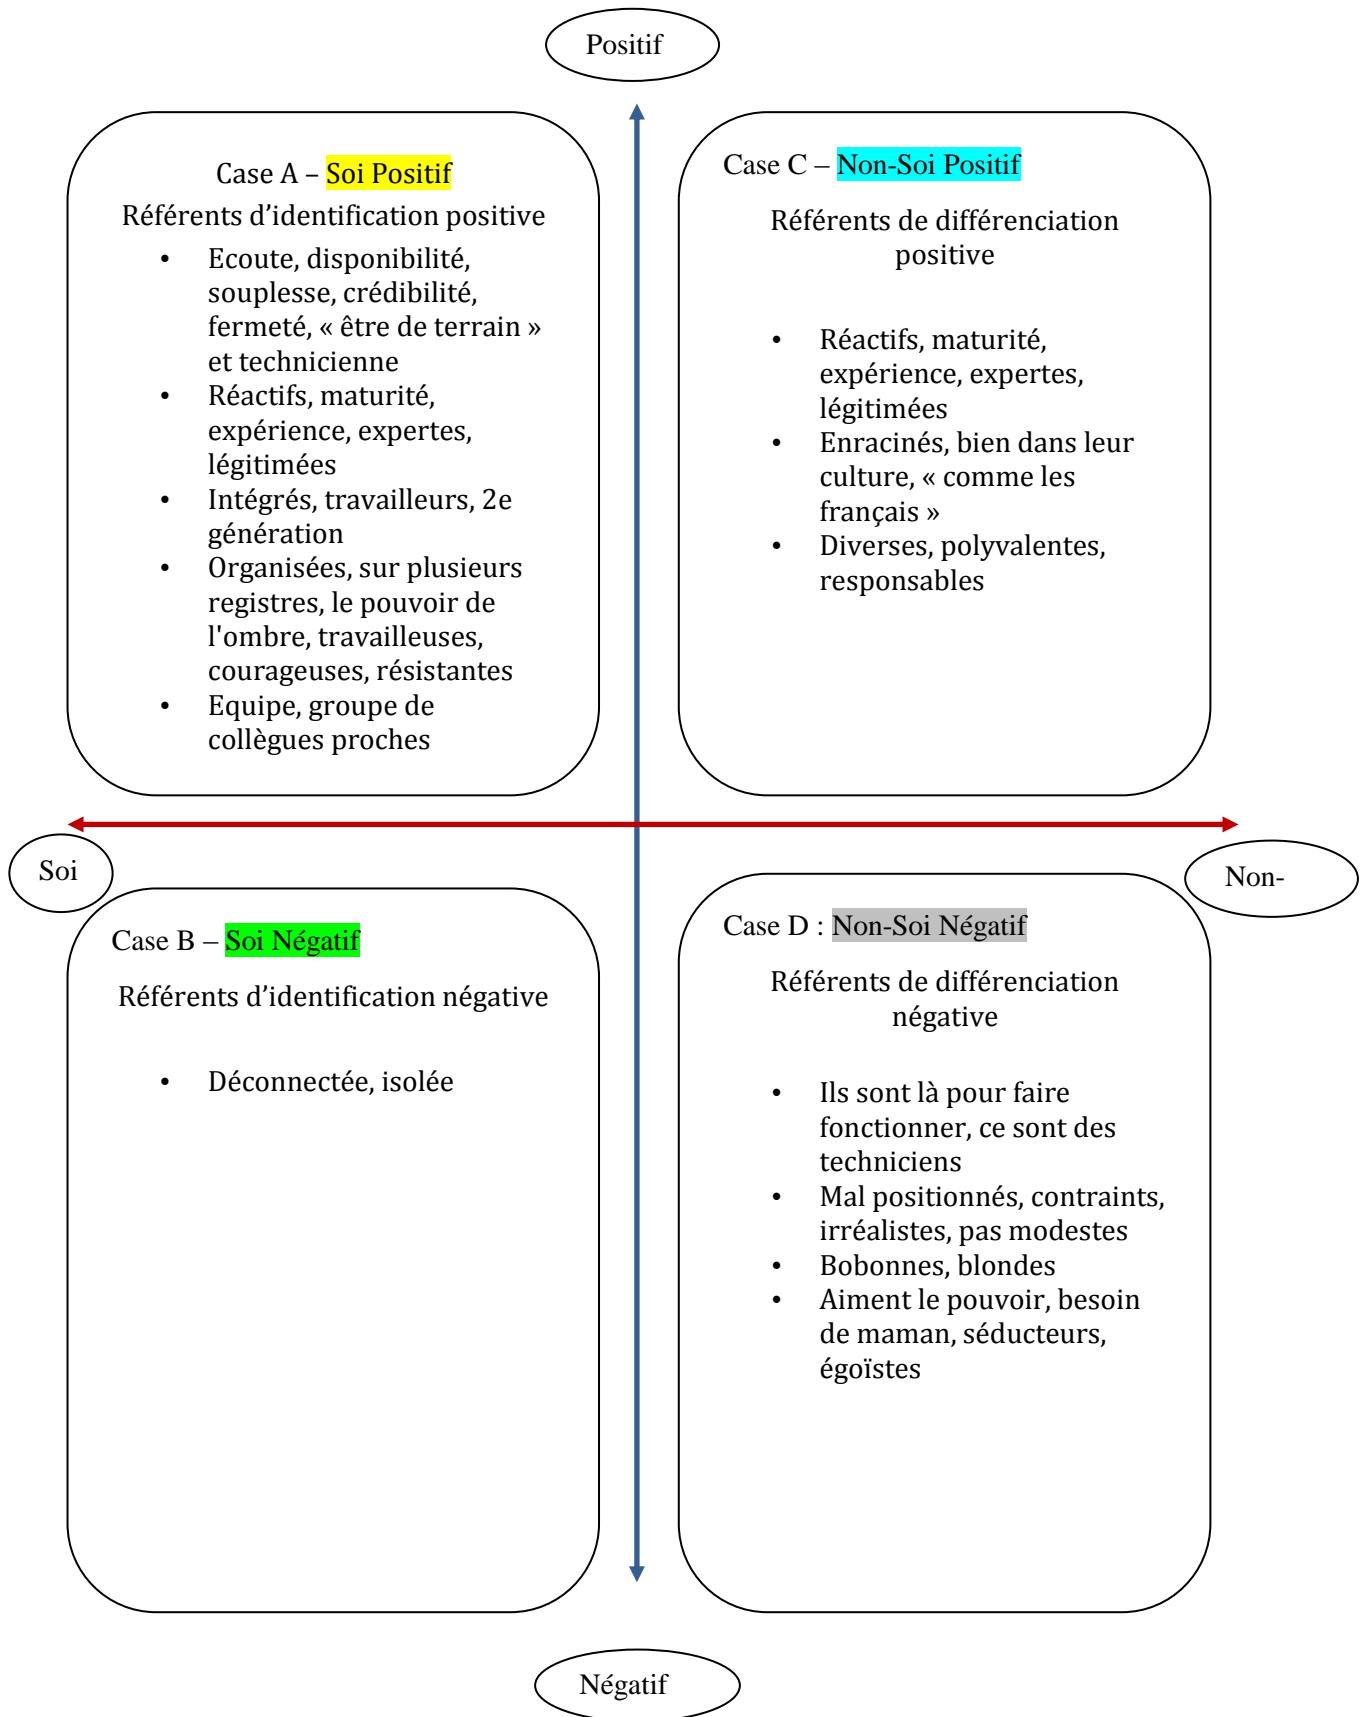 Positif
Case A – Soi Positif
Référents d’identification positive
• Ecoute, disponibilité,
souplesse, crédibilité,
fermeté, « être de terrain »
et technicienne
• Réactifs, maturité,
expérience, expertes,
légitimées
• Intégrés, travailleurs, 2e
génération
• Organisées, sur plusieurs
registres, le pouvoir de
l'ombre, travailleuses,
courageuses, résistantes
• Equipe, groupe de
collègues proches
Case C – Non-Soi Positif
Référents de différenciation
positive
• Réactifs, maturité,
expérience, expertes,
légitimées
• Enracinés, bien dans leur
culture, « comme les
français »
• Diverses, polyvalentes,
responsables
Soi
Non-
Case B – Soi Négatif
Référents d’identification négative
• Déconnectée, isolée
Case D : Non-Soi Négatif
Référents de différenciation
négative
• Ils sont là pour faire
fonctionner, ce sont des
techniciens
• Mal positionnés, contraints,
irréalistes, pas modestes
• Bobonnes, blondes
• Aiment le pouvoir, besoin
de maman, séducteurs,
égoïstes
Négatif